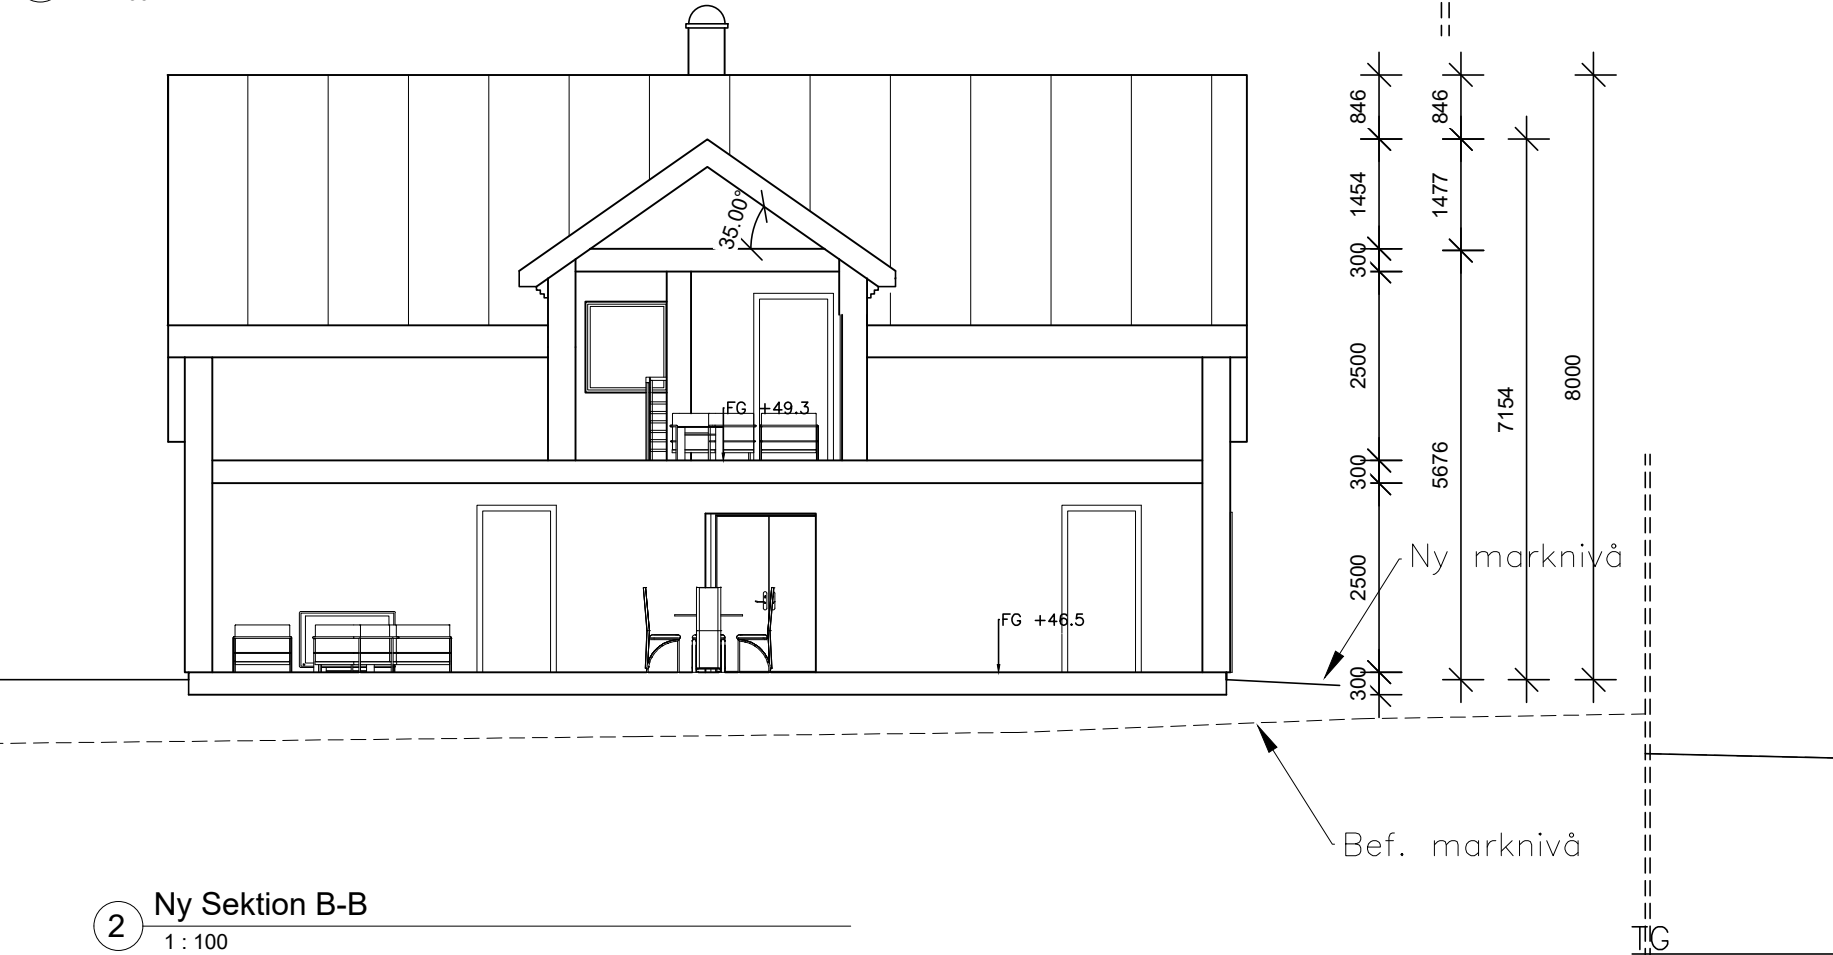 846
846
1454
1477
35.00°
300
2500
8000
7154
FG +49.3
300
5676
2500
Ny marknivå
FG +46.5
300
Bef. marknivå
2
Ny Sektion B-B
1 : 100
TG